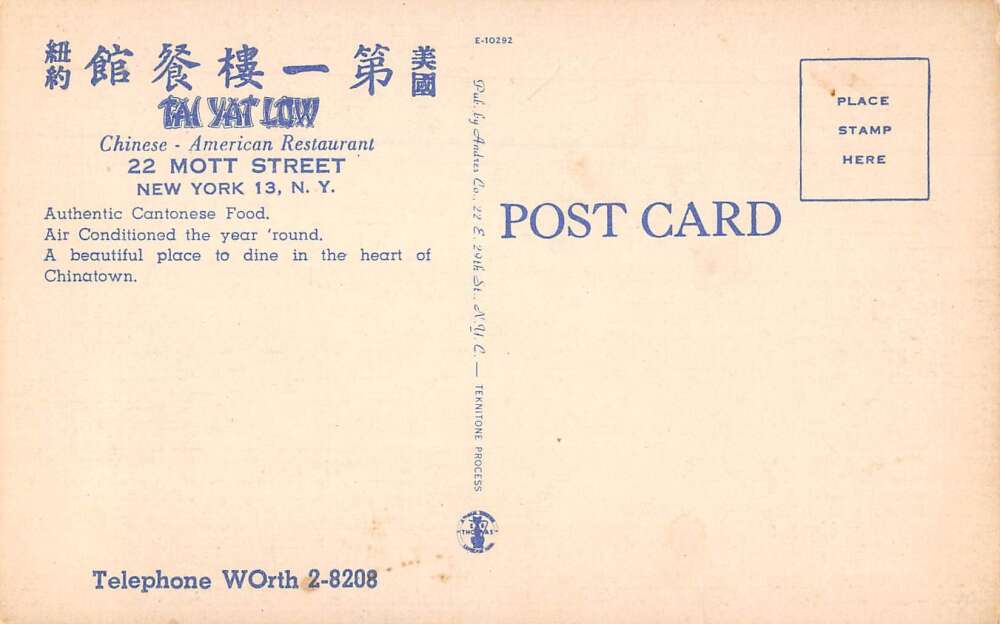 紐約 館餐樓一第 美國
TAI YAT LOW
Chinese - American Restaurant
22 MOTT STREET
NEW YORK 13, N. Y.
Authentic Cantonese Food.
Air Conditioned the year 'round.
A beautiful place to dine in the heart of
Chinatown.
Telephone WOrth 2-8208
E-10292
Pub. by Andres Co., 22 E. 29th St., N.Y.C. — TEKNITONE PROCESS
THOMAS
POST CARD
PLACE
STAMP
HERE